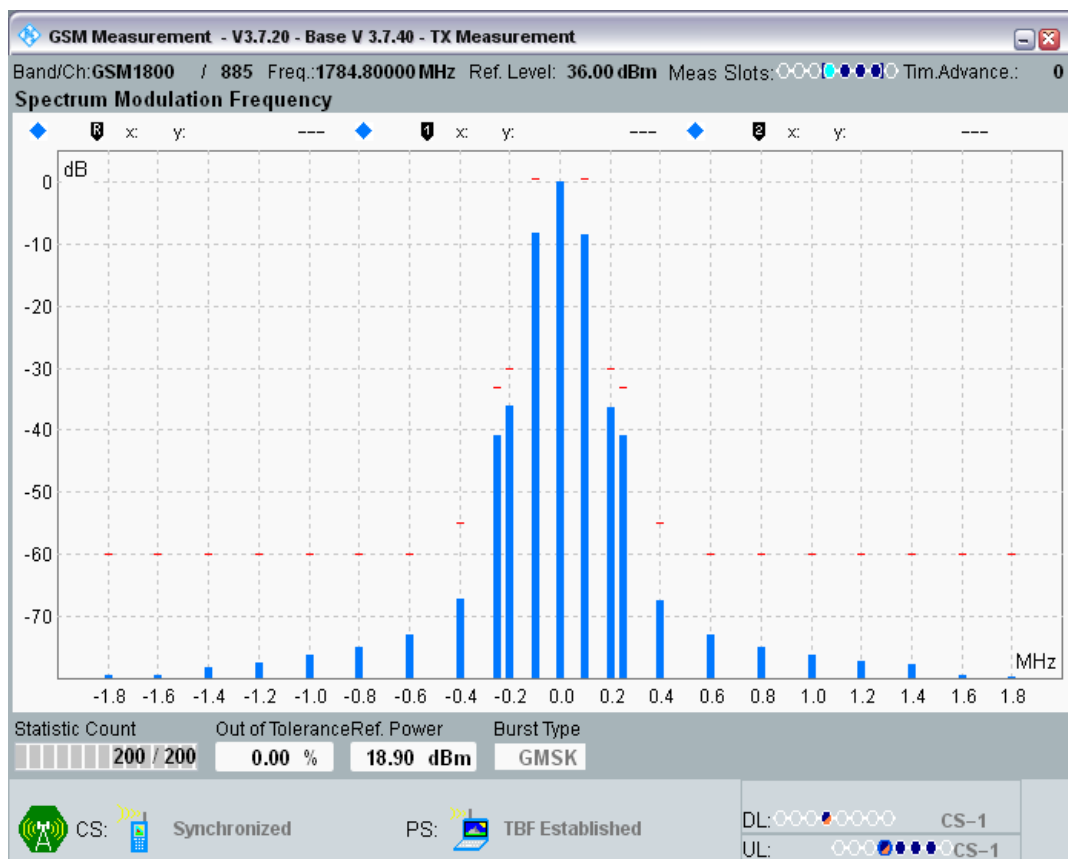 GSM Measurement - V3.7.20 - Base V 3.7.40 - TX Measurement
Band/Ch:GSM1800 / 885 Freq.:1784.80000 MHz Ref. Level: 36.00 dBm Meas Slots: Tim.Advance.: 0
Spectrum Modulation Frequency
R x: y: --- 1 x: y: --- 2 x: y: ---
dB
0
-10
-20
-30
-40
-50
-60
-70
MHz
-1.8 -1.6 -1.4 -1.2 -1.0 -0.8 -0.6 -0.4 -0.2 0.0 0.2 0.4 0.6 0.8 1.0 1.2 1.4 1.6 1.8
Statistic Count Out of Tolerance Ref. Power Burst Type
200 / 200 0.00 % 18.90 dBm GMSK
CS: Synchronized PS: TBF Established
DL: CS-1
UL: CS-1